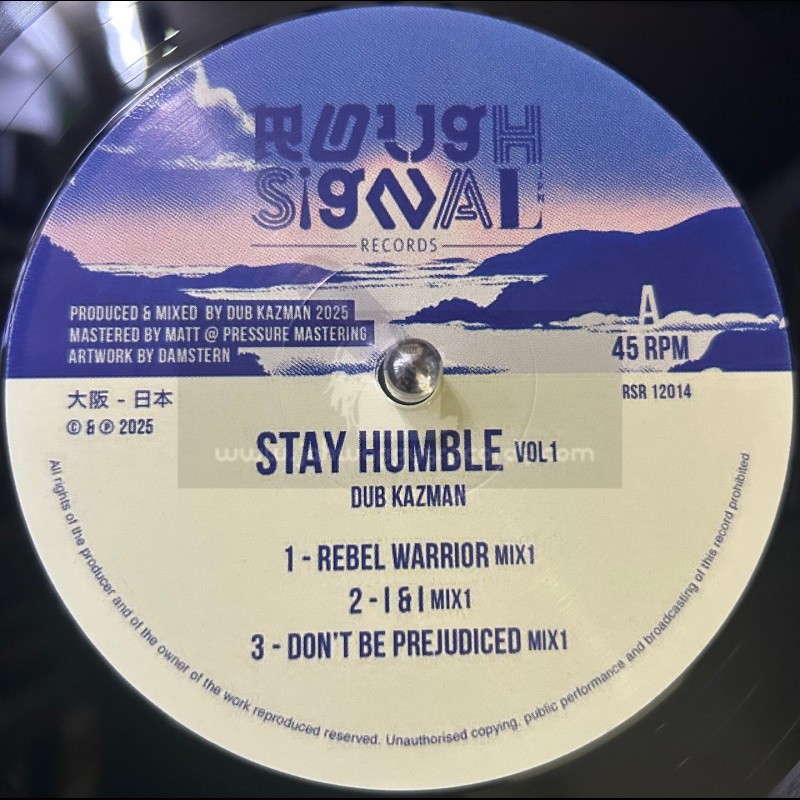 ROUGH
SiGNAL
JPN
RECORDS
PRODUCED & MIXED BY DUB KAZMAN 2025
MASTERED BY MATT @ PRESSURE MASTERING
ARTWORK BY DAMSTERN
A
45 RPM
大阪 - 日本
RSR 12014
© & ℗ 2025
STAY HUMBLE VOL1
DUB KAZMAN
1 - REBEL WARRIOR MIX1
2 - I & I MIX1
3 - DON'T BE PREJUDICED MIX1
All rights of the producer and of the owner of the work reproduced reserved. Unauthorised copying, public performance and broadcasting of this record prohibited